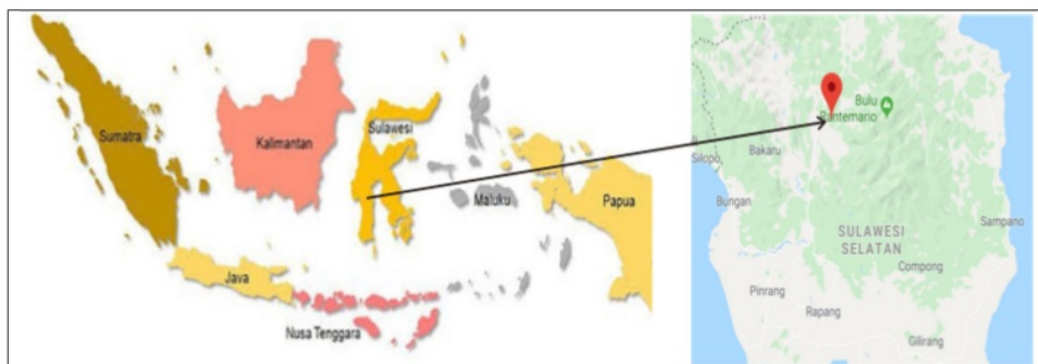 Sumatra
Kalimantan
Sulawesi
Maluku
Papua
Java
Nusa Tenggara
Bulu
Rantemario
Silopo
Bakaru
Bungan
SULAWESI
SELATAN
Sampano
Compong
Pinrang
Rapang
Gilirang